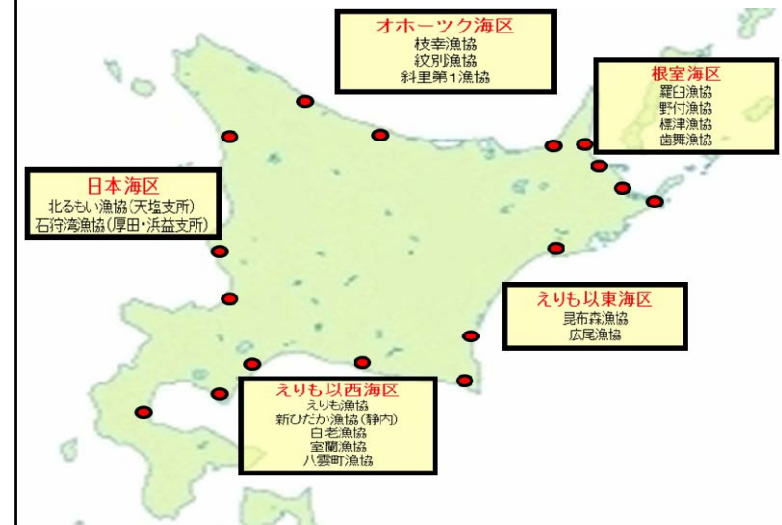 オホーツク海区
枝幸漁協
紋別漁協
斜里第1漁協
根室海区
羅臼漁協
野付漁協
標津漁協
歯舞漁協
日本海区
北るもい漁協(天塩支所)
石狩湾漁協(厚田・浜益支所)
えりも以東海区
昆布森漁協
広尾漁協
えりも以西海区
えりも漁協
新ひだか漁協(静内)
白老漁協
室蘭漁協
八雲町漁協